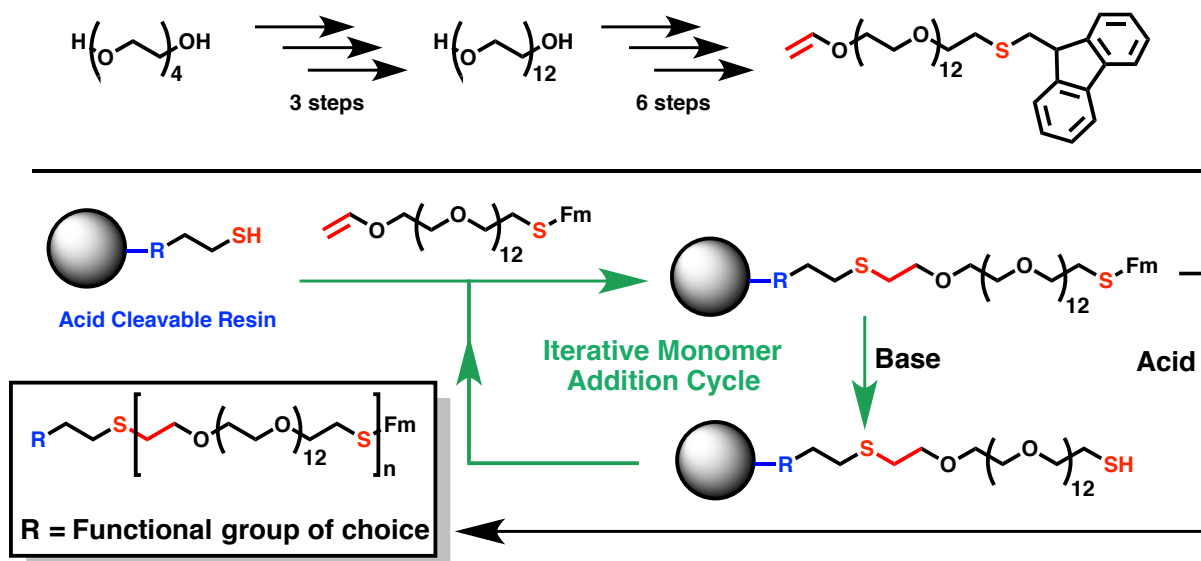 H
O
OH
4
3 steps
H
O
OH
12
6 steps
O
O
12
S
R
SH
Acid Cleavable Resin
O
O
12
S
Fm
Iterative Monomer
Addition Cycle
R
S
O
O
12
S
Fm
Base
Acid
R
S
O
O
12
SH
R
S
O
O
12
S
Fm
n
R = Functional group of choice